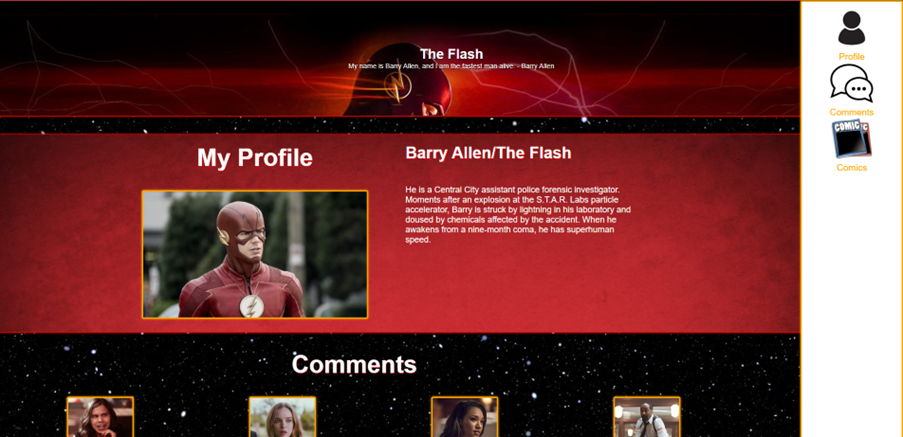 The Flash
My name is Barry Allen, and I am the fastest man alive. - Barry Allen
Profile
Comments
COMIC
Comics
My Profile
Barry Allen/The Flash
He is a Central City assistant police forensic investigator.
Moments after an explosion at the S.T.A.R. Labs particle
accelerator, Barry is struck by lightning in his laboratory and
doused by chemicals affected by the accident. When he
awakens from a nine-month coma, he has superhuman
speed.
Comments